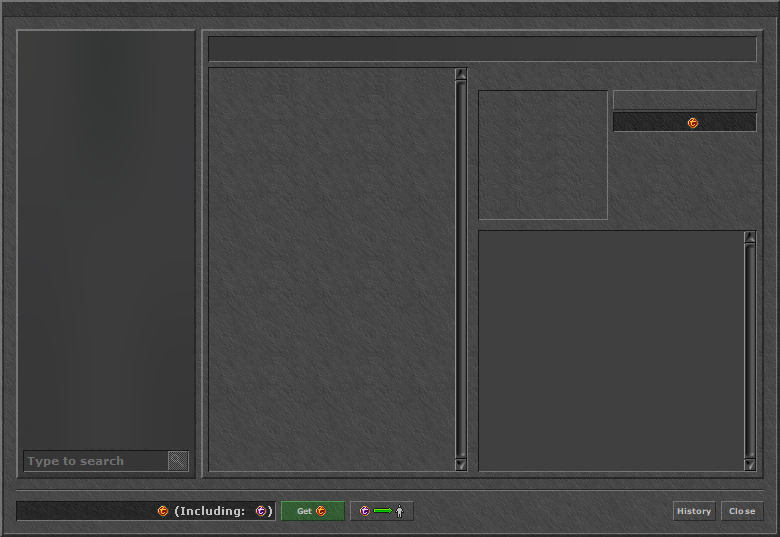 Type to search
(Including: )
Get
History
Close